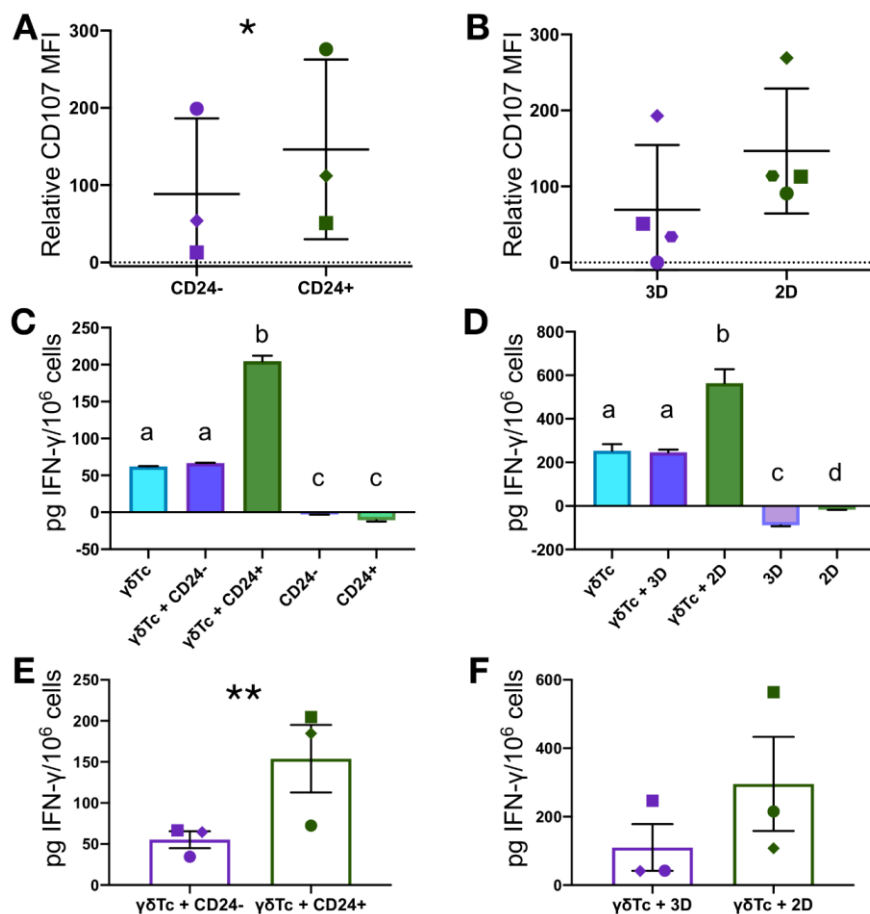 A
Relative CD107 MFI
300
200
100
0
*
CD24-
CD24+
B
Relative CD107 MFI
300
200
100
0
3D
2D
C
pg IFN-γ/10⁶ cells
250
200
150
100
50
0
-50
a
a
b
c
c
γδTc
γδTc + CD24-
γδTc + CD24+
CD24-
CD24+
D
pg IFN-γ/10⁶ cells
800
600
400
200
0
-200
a
a
b
c
d
γδTc
γδTc + 3D
γδTc + 2D
3D
2D
E
pg IFN-γ/10⁶ cells
250
200
150
100
50
0
**
γδTc + CD24-
γδTc + CD24+
F
pg IFN-γ/10⁶ cells
600
400
200
0
γδTc + 3D
γδTc + 2D